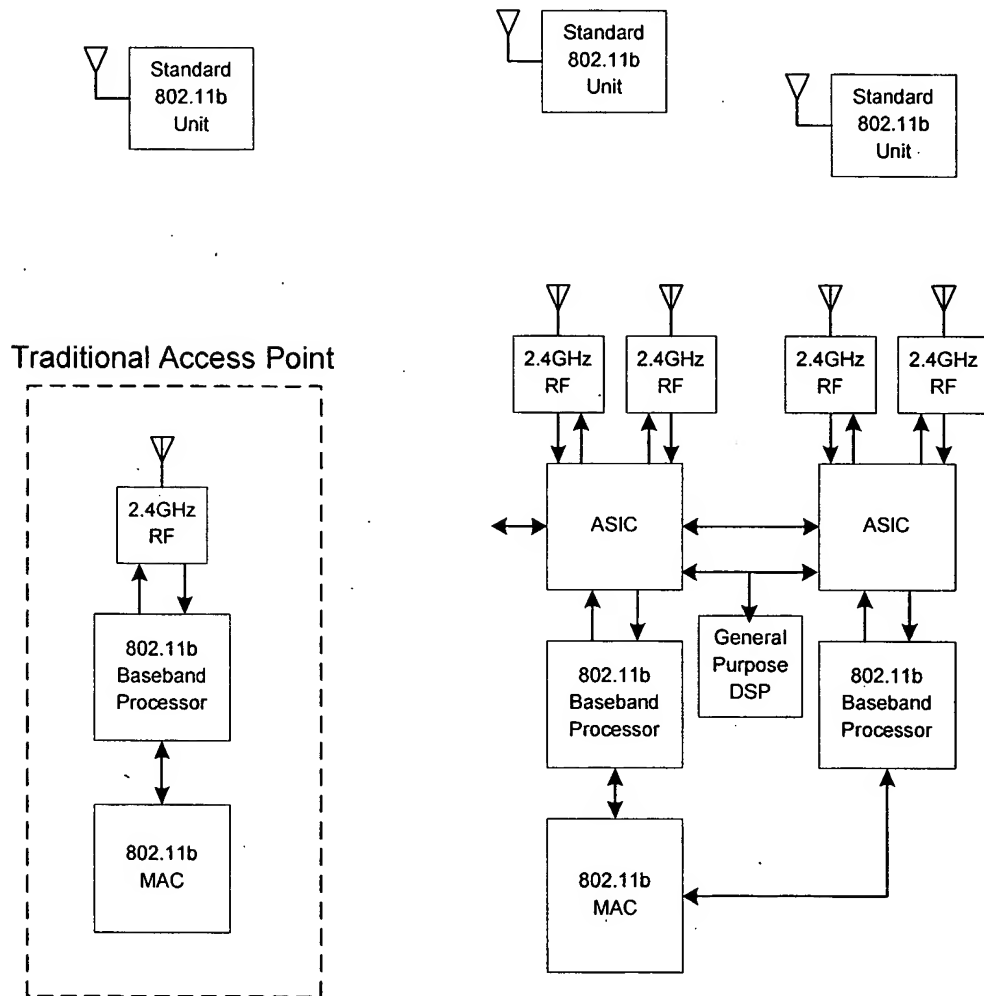 Standard
802.11b
Unit
Standard
802.11b
Unit
Standard
802.11b
Unit
Traditional Access Point
2.4GHz
RF
802.11b
Baseband
Processor
802.11b
MAC
2.4GHz
RF
2.4GHz
RF
2.4GHz
RF
2.4GHz
RF
ASIC
ASIC
General
Purpose
DSP
802.11b
Baseband
Processor
802.11b
Baseband
Processor
802.11b
MAC